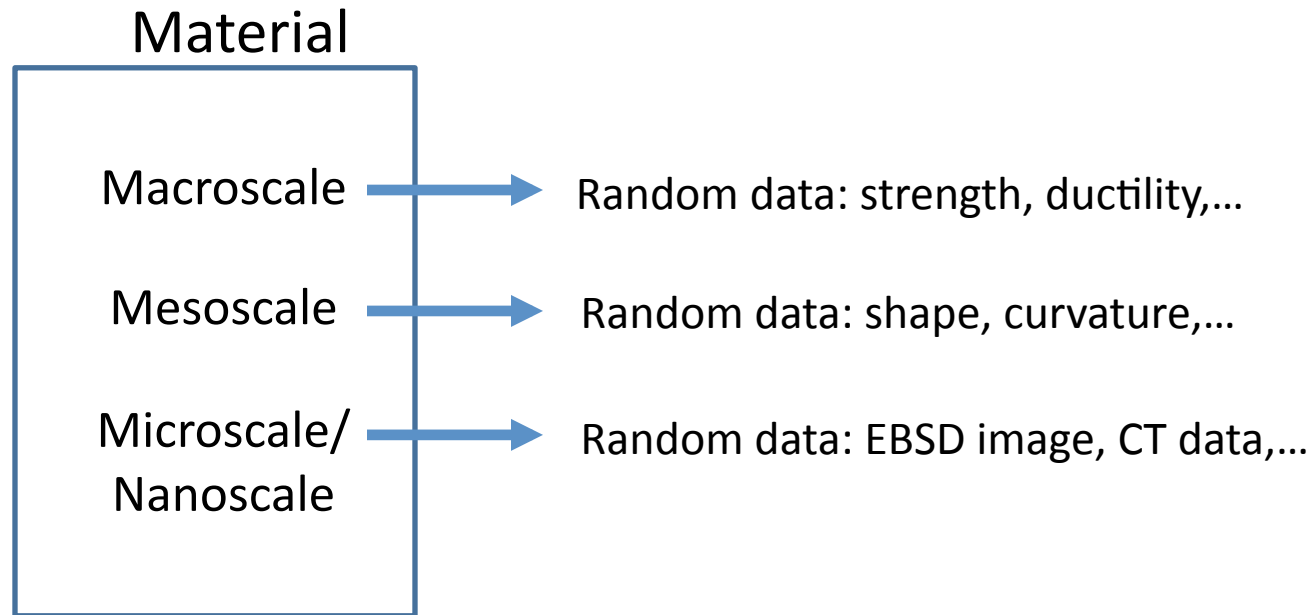 Material
Macroscale
Random data: strength, ductility,...
Mesoscale
Random data: shape, curvature,...
Microscale/
Nanoscale
Random data: EBSD image, CT data,...